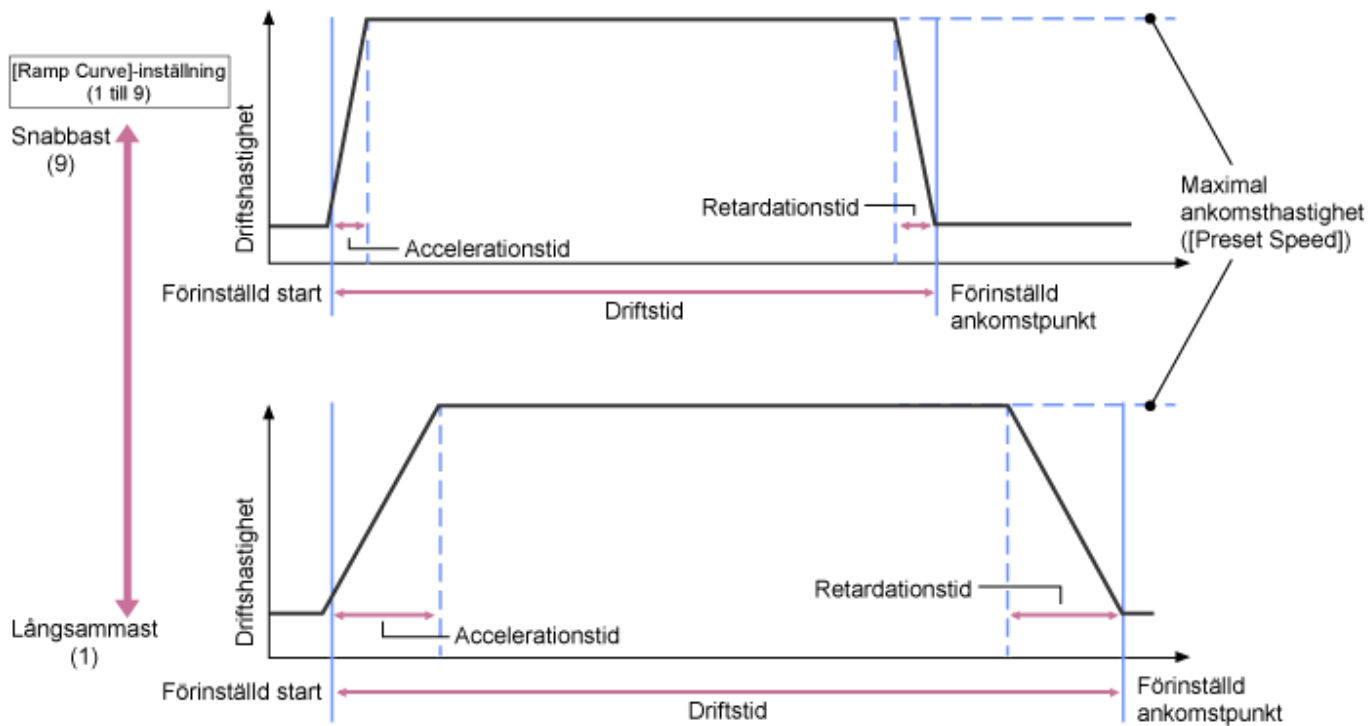 [Ramp Curve]-inställning
(1 till 9)
Snabbast
(9)
Långsammast
(1)
Driftshastighet
Retardationstid
Accelerationstid
Förinställd start
Driftstid
Förinställd
ankomstpunkt
Maximal
ankomsthastighet
([Preset Speed])
Driftshastighet
Retardationstid
Accelerationstid
Förinställd start
Driftstid
Förinställd
ankomstpunkt